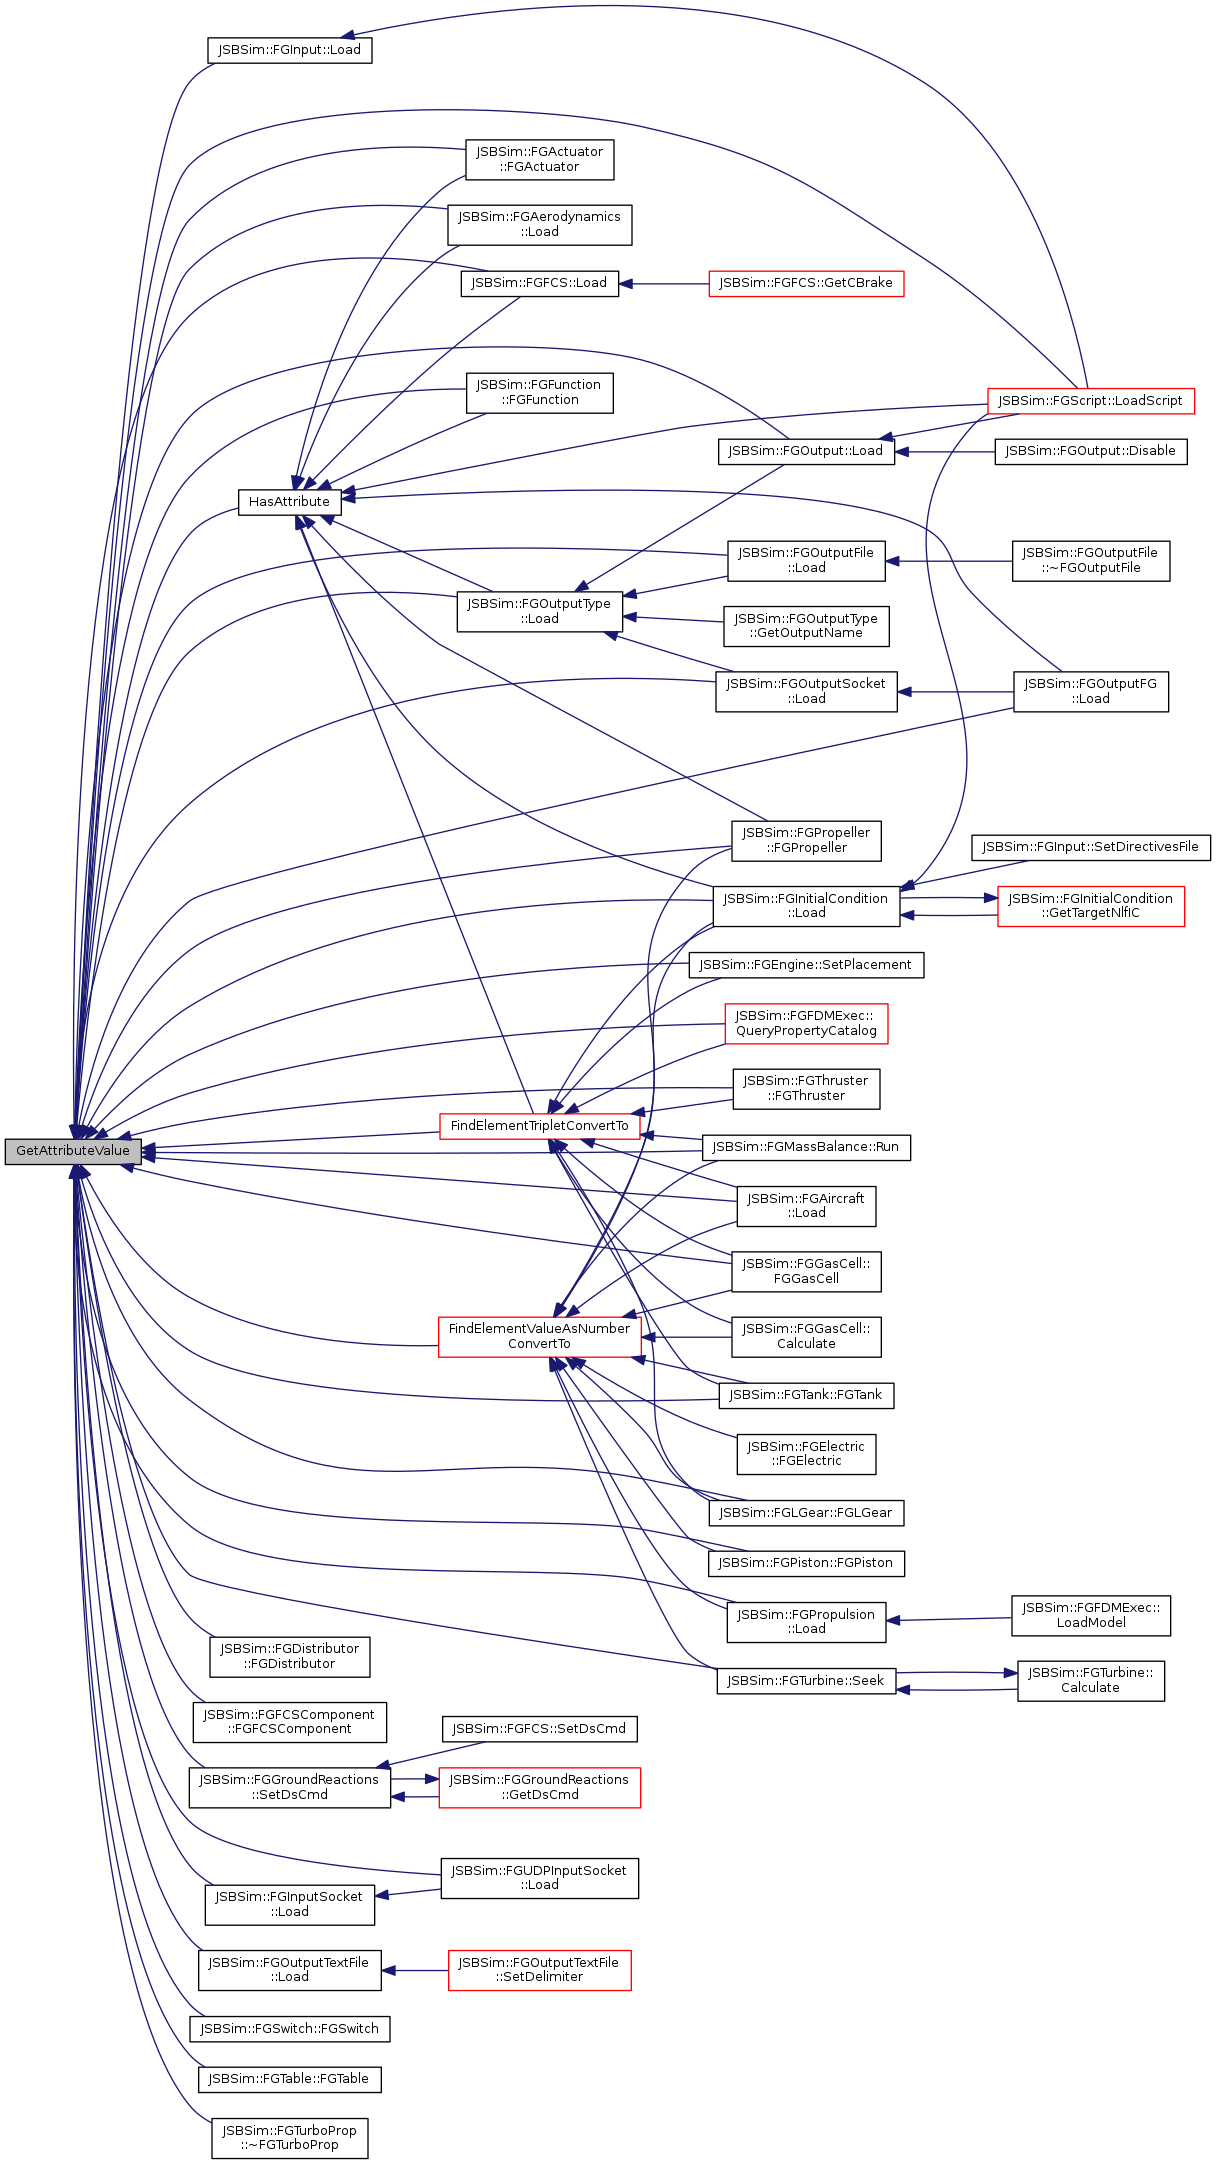 JSBSim::FGInput::Load
JSBSim::FGActuator
::FGActuator
JSBSim::FGAerodynamics
::Load
JSBSim::FGFCS::Load
JSBSim::FGFCS::GetCBrake
JSBSim::FGFunction
::FGFunction
JSBSim::FGScript::LoadScript
JSBSim::FGOutput::Load
JSBSim::FGOutput::Disable
HasAttribute
JSBSim::FGOutputFile
::Load
JSBSim::FGOutputFile
::~FGOutputFile
JSBSim::FGOutputType
::Load
JSBSim::FGOutputType
::GetOutputName
JSBSim::FGOutputSocket
::Load
JSBSim::FGOutputFG
::Load
JSBSim::FGPropeller
::FGPropeller
JSBSim::FGInput::SetDirectivesFile
JSBSim::FGInitialCondition
::Load
JSBSim::FGInitialCondition
::GetTargetNlfIC
JSBSim::FGEngine::SetPlacement
JSBSim::FGFDMExec::
QueryPropertyCatalog
JSBSim::FGThruster
::FGThruster
FindElementTripletConvertTo
GetAttributeValue
JSBSim::FGMassBalance::Run
JSBSim::FGAircraft
::Load
JSBSim::FGGasCell::
FGGasCell
FindElementValueAsNumber
ConvertTo
JSBSim::FGGasCell::
Calculate
JSBSim::FGTank::FGTank
JSBSim::FGElectric
::FGElectric
JSBSim::FGLGear::FGLGear
JSBSim::FGPiston::FGPiston
JSBSim::FGPropulsion
::Load
JSBSim::FGFDMExec::
LoadModel
JSBSim::FGDistributor
::FGDistributor
JSBSim::FGTurbine::Seek
JSBSim::FGTurbine::
Calculate
JSBSim::FGFCSComponent
::FGFCSComponent
JSBSim::FGFCS::SetDsCmd
JSBSim::FGGroundReactions
::SetDsCmd
JSBSim::FGGroundReactions
::GetDsCmd
JSBSim::FGUDPInputSocket
::Load
JSBSim::FGInputSocket
::Load
JSBSim::FGOutputTextFile
::Load
JSBSim::FGOutputTextFile
::SetDelimiter
JSBSim::FGSwitch::FGSwitch
JSBSim::FGTable::FGTable
JSBSim::FGTurboProp
::~FGTurboProp